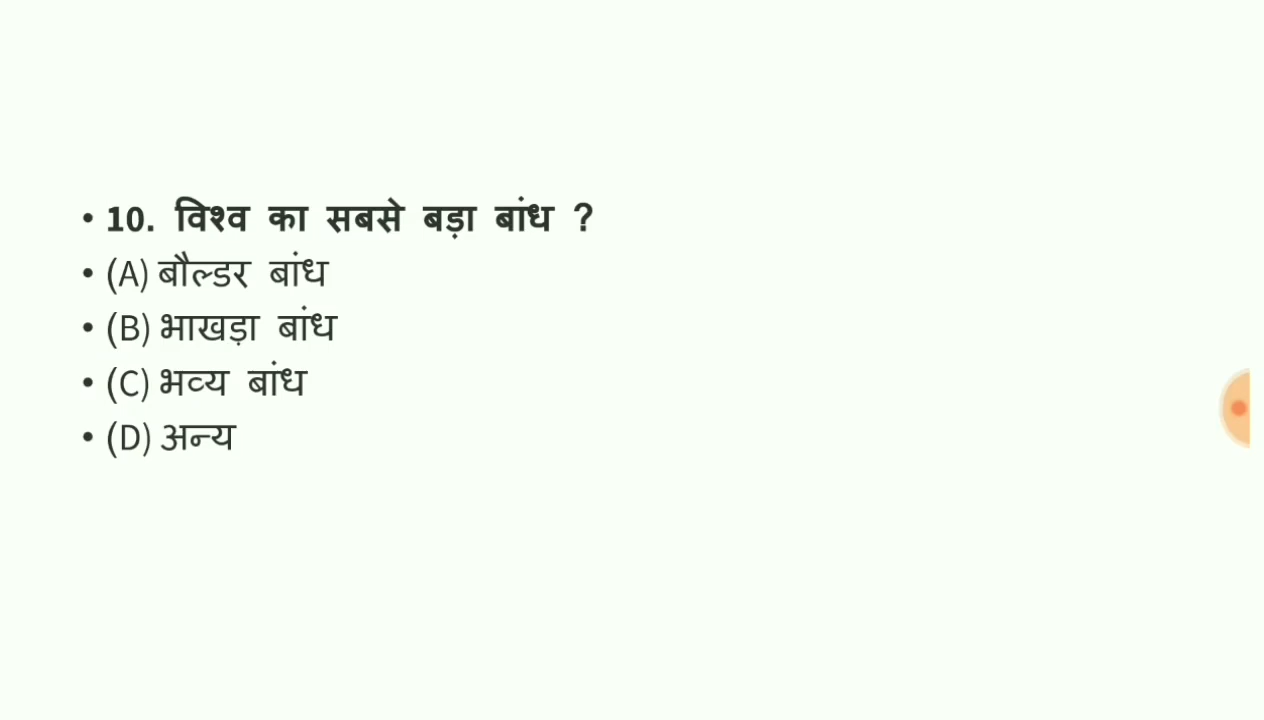 • 10. विश्व का सबसे बड़ा बांध ?
• (A) बौल्डर बांध
• (B) भाखड़ा बांध
• (C) भव्य बांध
• (D) अन्य